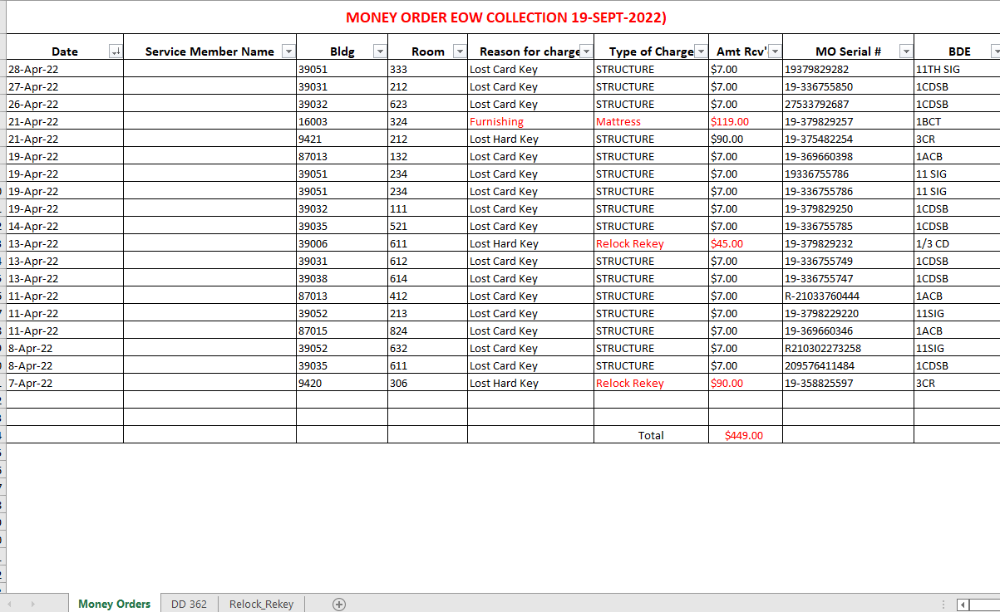 MONEY ORDER EOW COLLECTION 19-SEPT-2022)
Date Service Member Name Bldg Room Reason for charge Type of Charge Amt Rcv' MO Serial # BDE
28-Apr-22 39051 333 Lost Card Key STRUCTURE $7.00 19379829282 11TH SIG
27-Apr-22 39031 212 Lost Card Key STRUCTURE $7.00 19-336755850 1CDSB
26-Apr-22 39032 623 Lost Card Key STRUCTURE $7.00 27533792687 1CDSB
21-Apr-22 16003 324 Furnishing Mattress $119.00 19-379829257 1BCT
21-Apr-22 9421 212 Lost Hard Key STRUCTURE $90.00 19-375482254 3CR
19-Apr-22 87013 132 Lost Card Key STRUCTURE $7.00 19-369660398 1ACB
19-Apr-22 39051 234 Lost Card Key STRUCTURE $7.00 19336755786 11 SIG
19-Apr-22 39051 234 Lost Card Key STRUCTURE $7.00 19-336755786 11 SIG
19-Apr-22 39032 111 Lost Card Key STRUCTURE $7.00 19-379829250 1CDSB
14-Apr-22 39035 521 Lost Card Key STRUCTURE $7.00 19-336755785 1CDSB
13-Apr-22 39006 611 Lost Hard Key Relock Rekey $45.00 19-379829232 1/3 CD
13-Apr-22 39031 612 Lost Card Key STRUCTURE $7.00 19-336755749 1CDSB
13-Apr-22 39038 614 Lost Card Key STRUCTURE $7.00 19-336755747 1CDSB
11-Apr-22 87013 412 Lost Card Key STRUCTURE $7.00 R-21033760444 1ACB
11-Apr-22 39052 213 Lost Card Key STRUCTURE $7.00 19-3798229220 11SIG
11-Apr-22 87015 824 Lost Card Key STRUCTURE $7.00 19-369660346 1ACB
8-Apr-22 39052 632 Lost Card Key STRUCTURE $7.00 R210302273258 11SIG
8-Apr-22 39035 611 Lost Card Key STRUCTURE $7.00 209576411484 1CDSB
7-Apr-22 9420 306 Lost Hard Key Relock Rekey $90.00 19-358825597 3CR
Total $449.00
Money Orders DD 362 Relock_Rekey